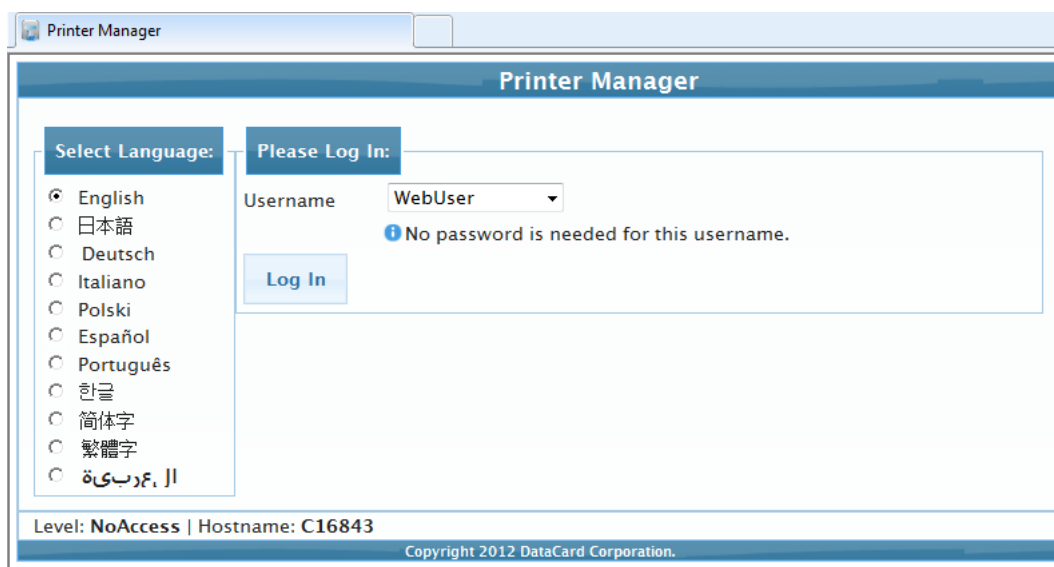 Printer Manager
Printer Manager
Select Language:
Please Log In:
English
日本語
Deutsch
Italiano
Polski
Español
Português
한글
简体字
繁體字
ال ,عربىة
Username
WebUser
No password is needed for this username.
Log In
Level: NoAccess | Hostname: C16843
Copyright 2012 DataCard Corporation.